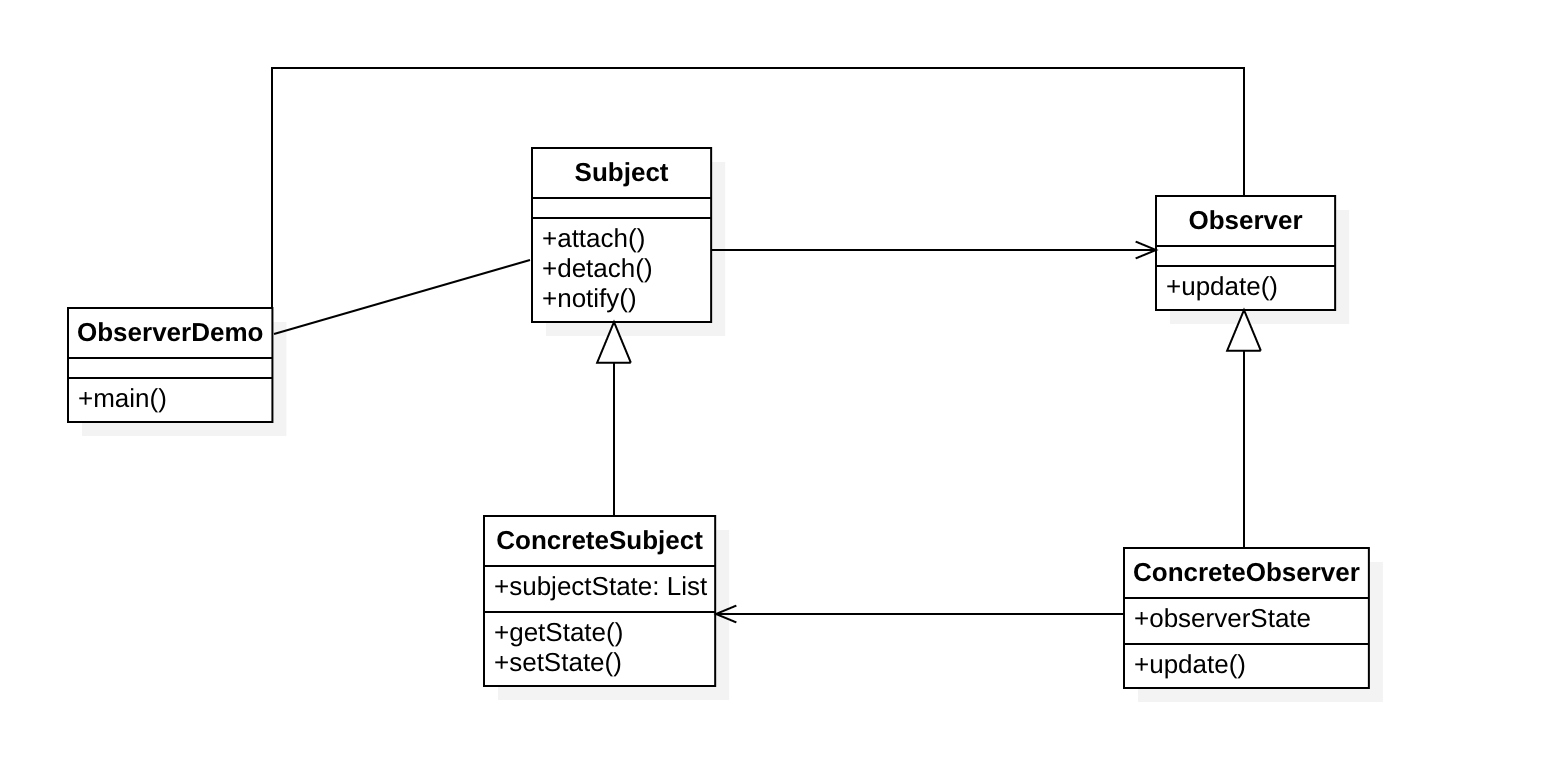 Subject
+attach()
+detach()
+notify()
Observer
+update()
ObserverDemo
+main()
ConcreteSubject
+subjectState: List
+getState()
+setState()
ConcreteObserver
+observerState
+update()